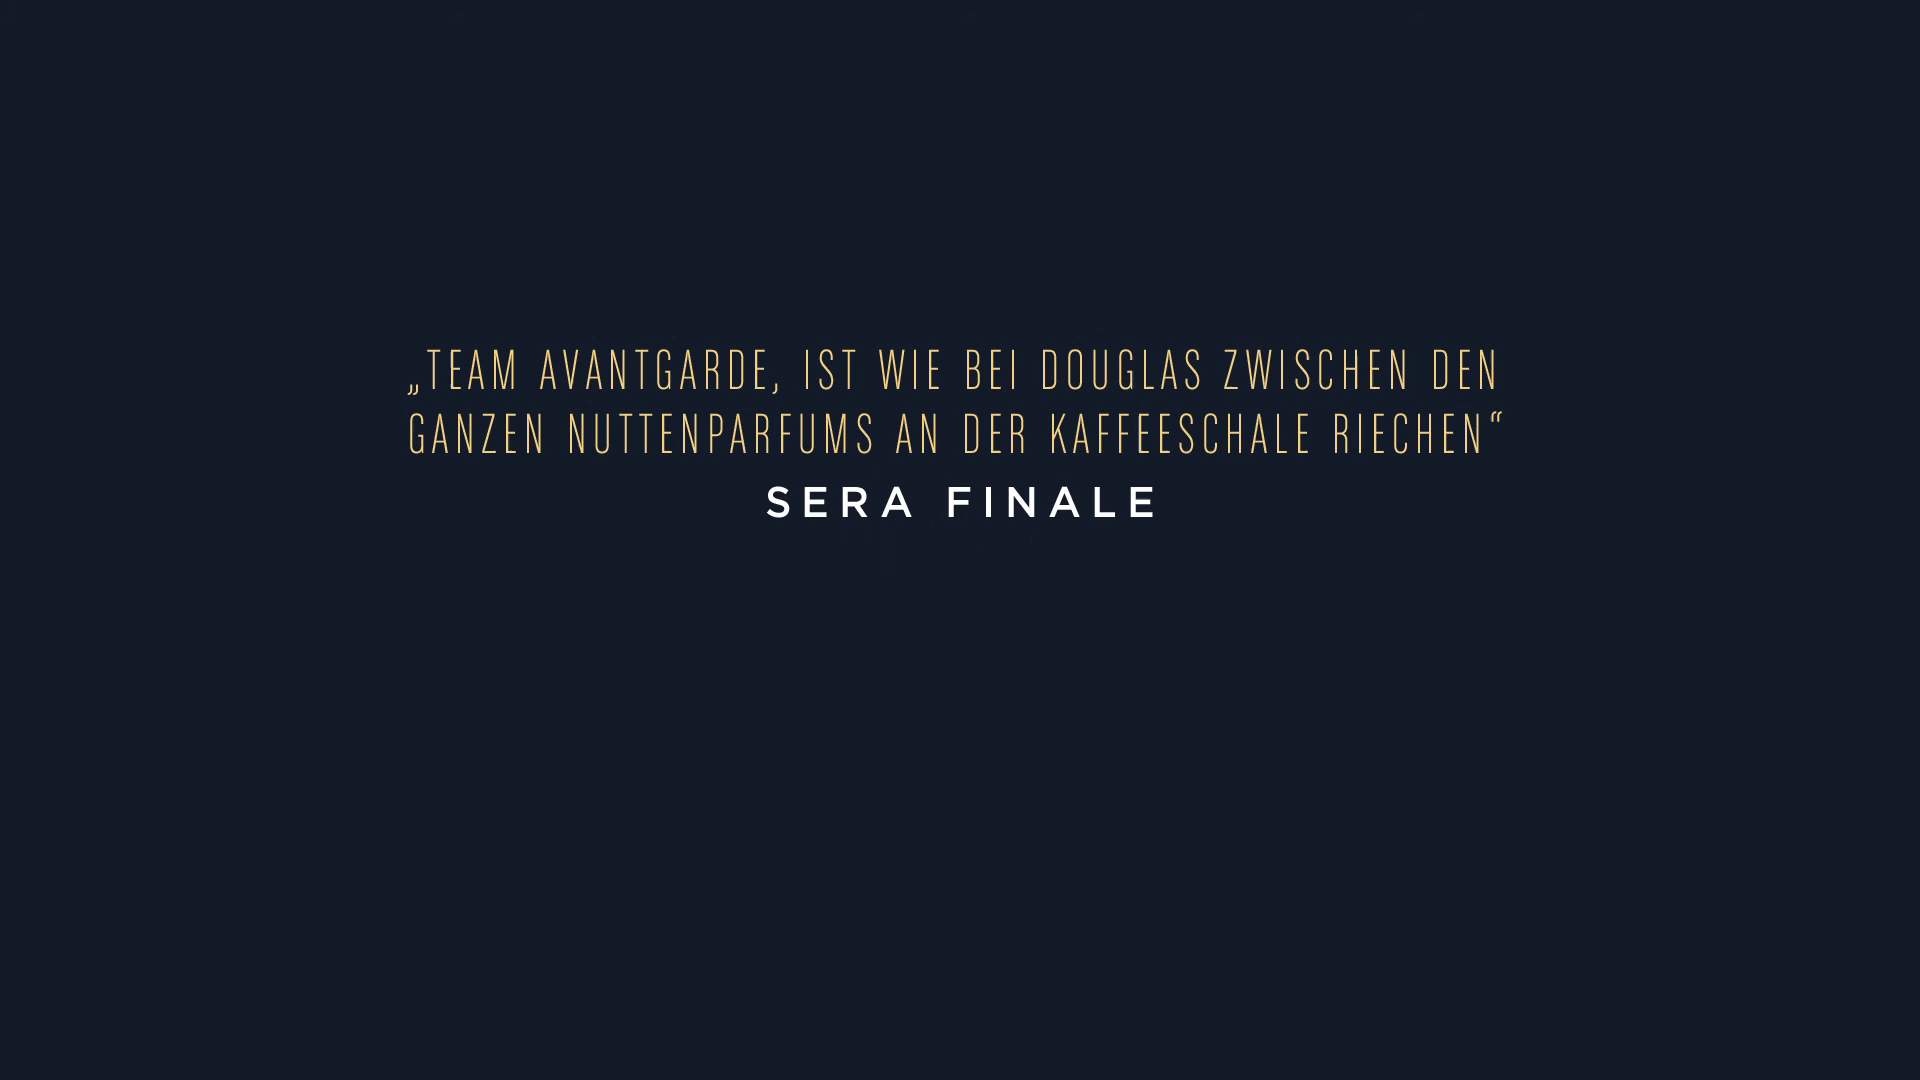 „TEAM AVANTGARDE, IST WIE BEI DOUGLAS ZWISCHEN DEN
GANZEN NUTTENPARFUMS AN DER KAFFEESCHALE RIECHEN“
SERA FINALE